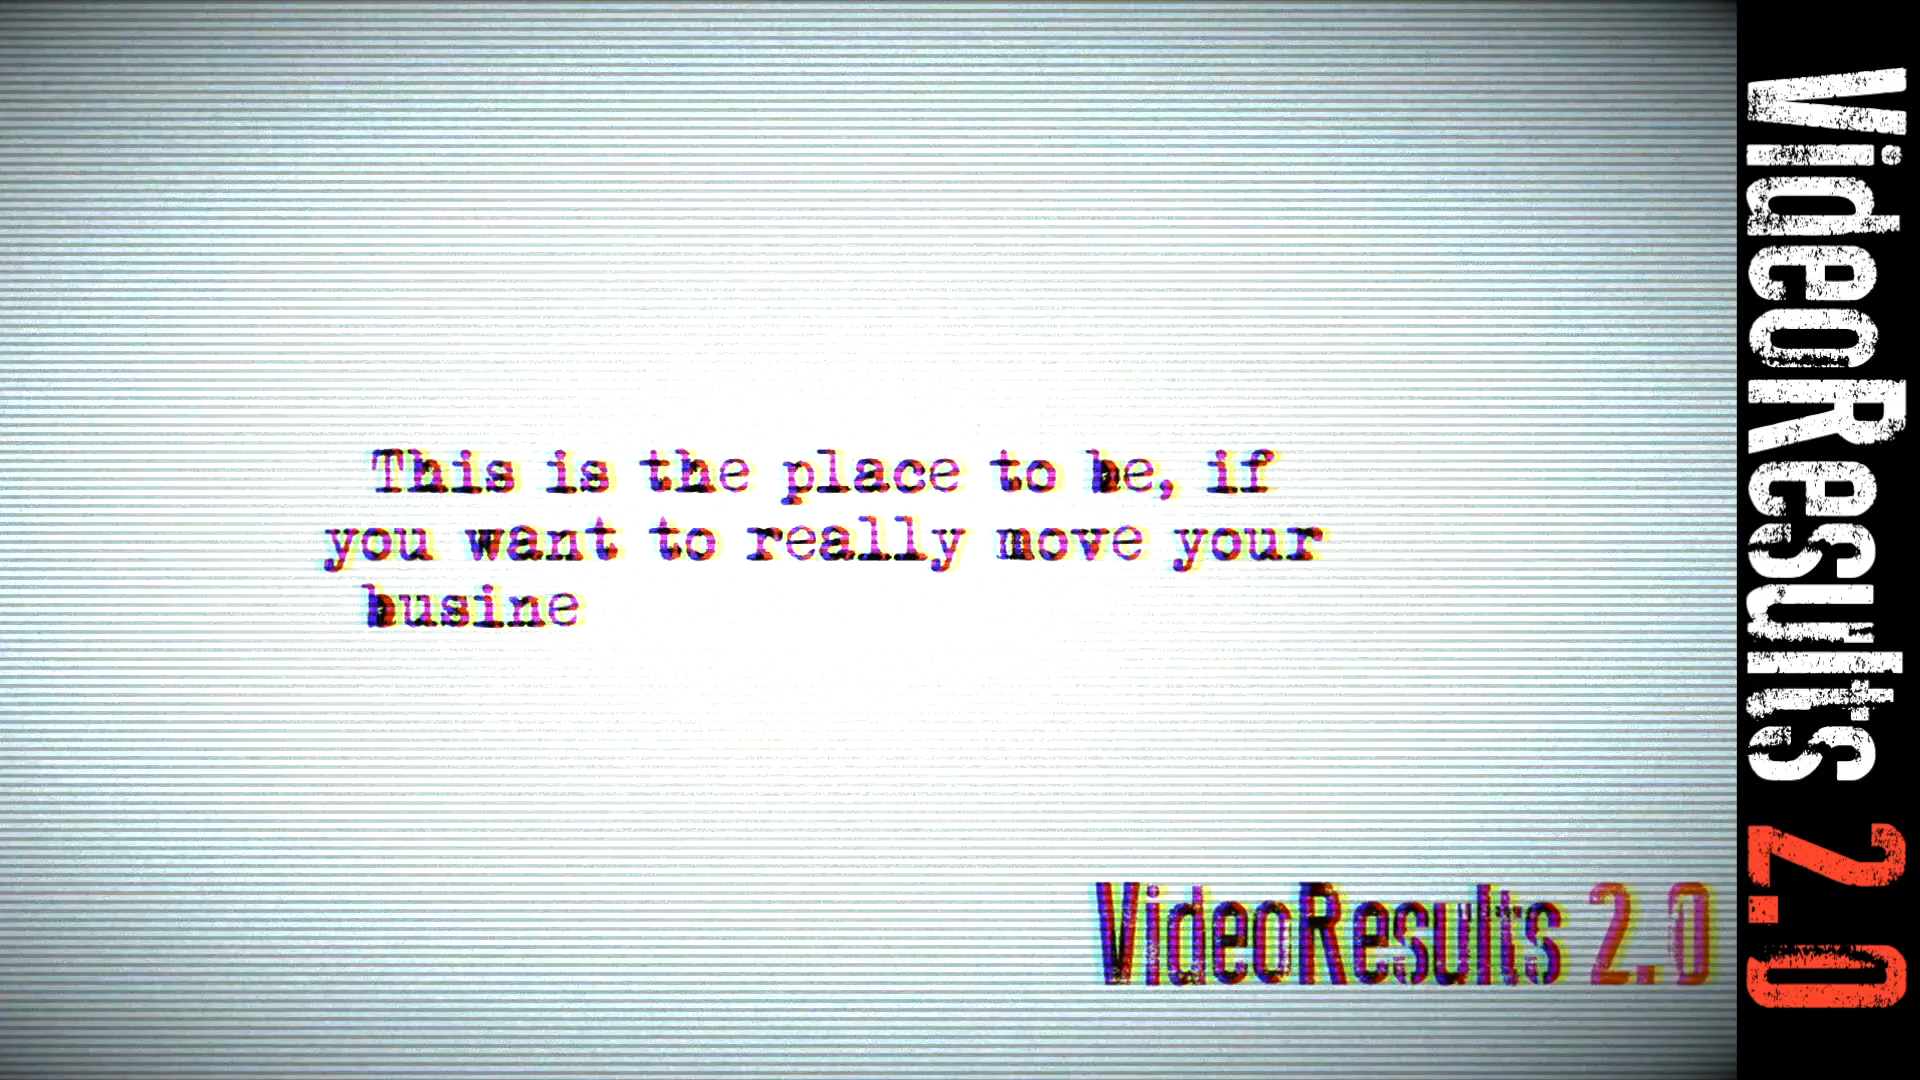 This is the place to be, if
you want to really move your
busine
VideoResults 2.0
VideoResults 2.0